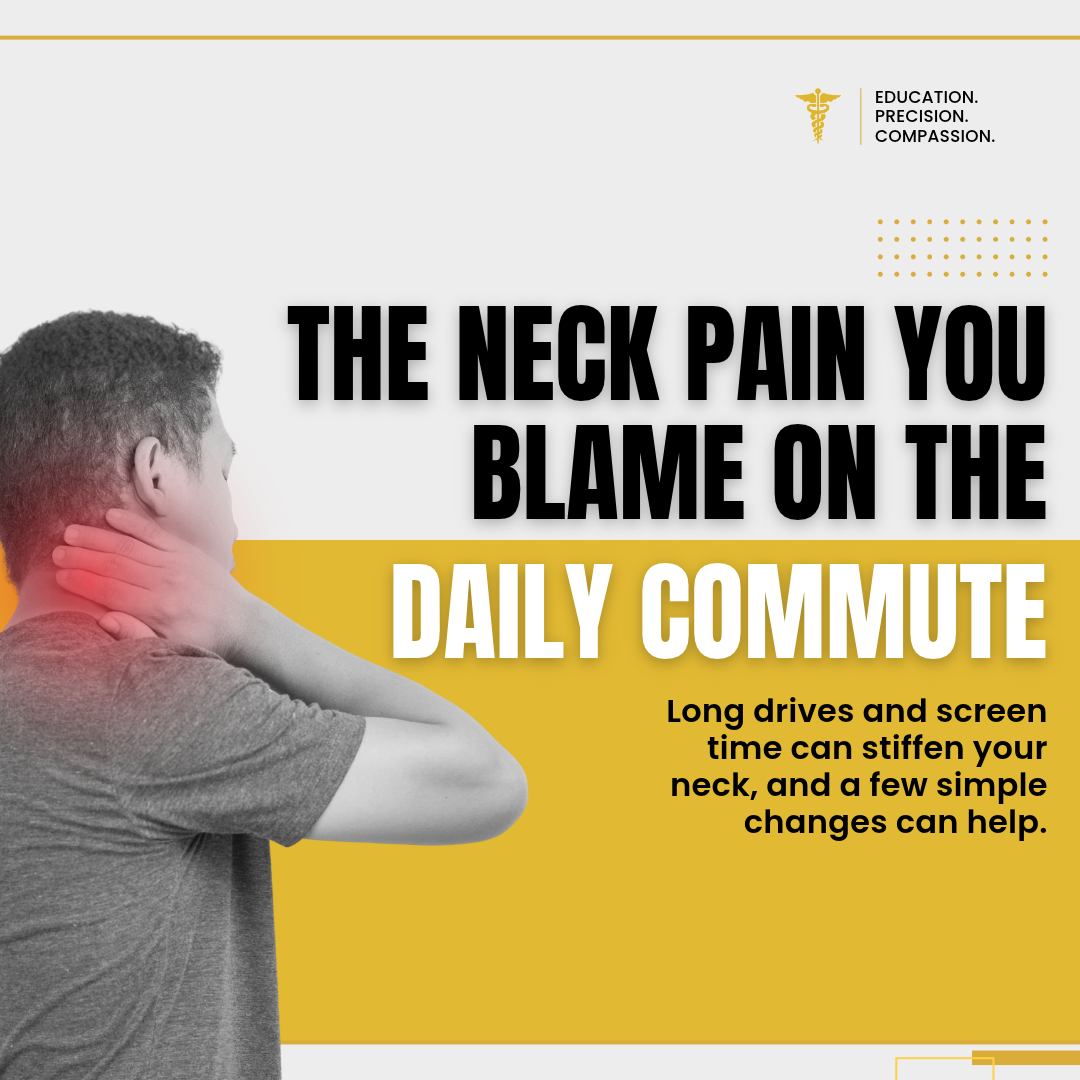 EDUCATION.
PRECISION.
COMPASSION.
THE NECK PAIN YOU
BLAME ON THE
DAILY COMMUTE
Long drives and screen
time can stiffen your
neck, and a few simple
changes can help.